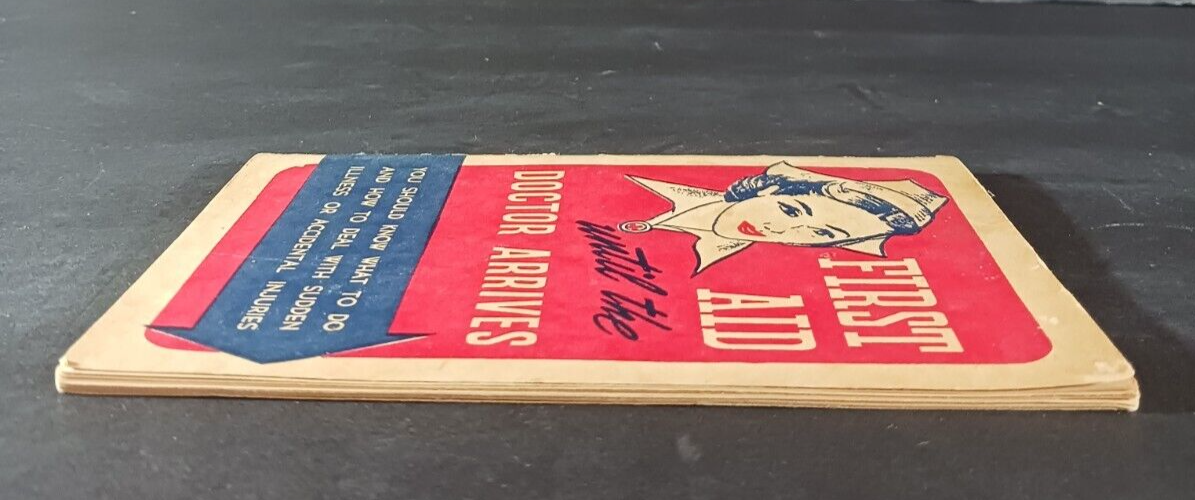 FIRST
AID
until the
DOCTOR ARRIVES
YOU SHOULD KNOW WHAT TO DO
AND HOW TO DEAL WITH SUDDEN
ILLNESS OR ACCIDENTAL INJURIES